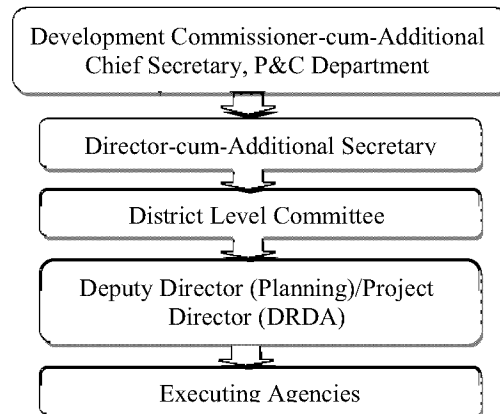 Development Commissioner-cum-Additional
Chief Secretary, P&C Department
Director-cum-Additional Secretary
District Level Committee
Deputy Director (Planning)/Project
Director (DRDA)
Executing Agencies